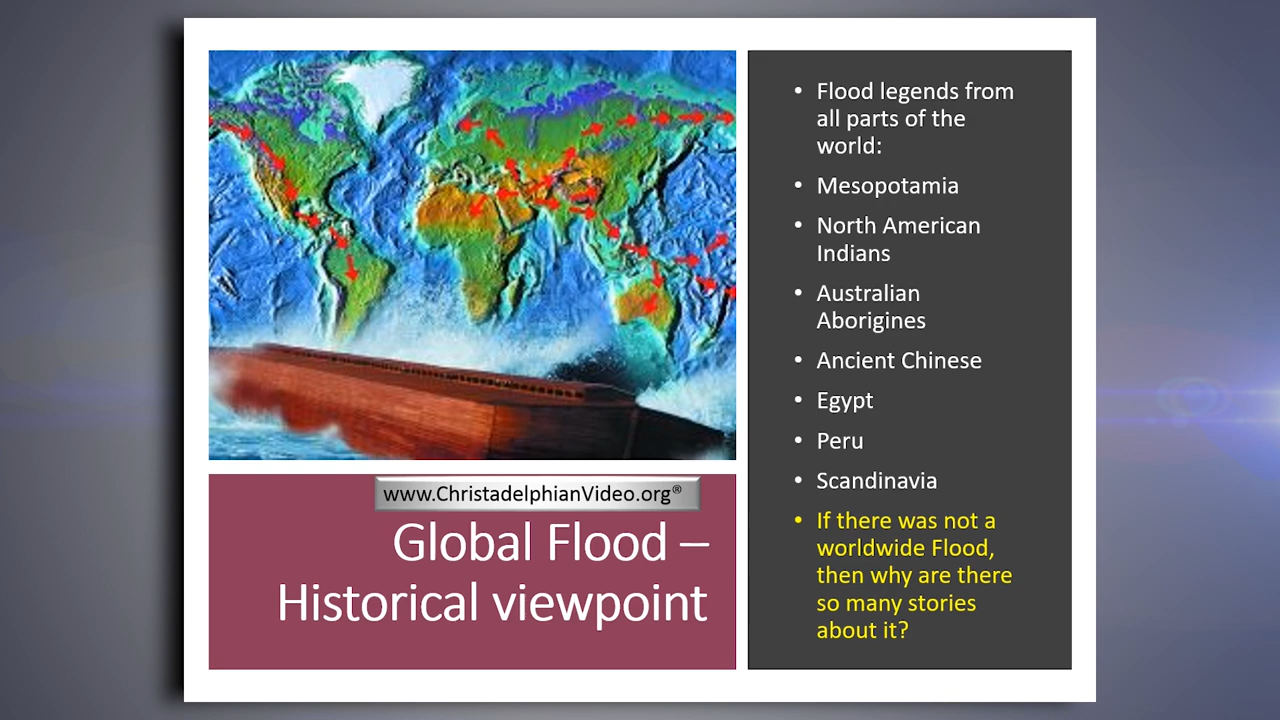 www.ChristadelphianVideo.org®
Global Flood –
Historical viewpoint
• Flood legends from
all parts of the
world:
• Mesopotamia
• North American
Indians
• Australian
Aborigines
• Ancient Chinese
• Egypt
• Peru
• Scandinavia
• If there was not a
worldwide Flood,
then why are there
so many stories
about it?